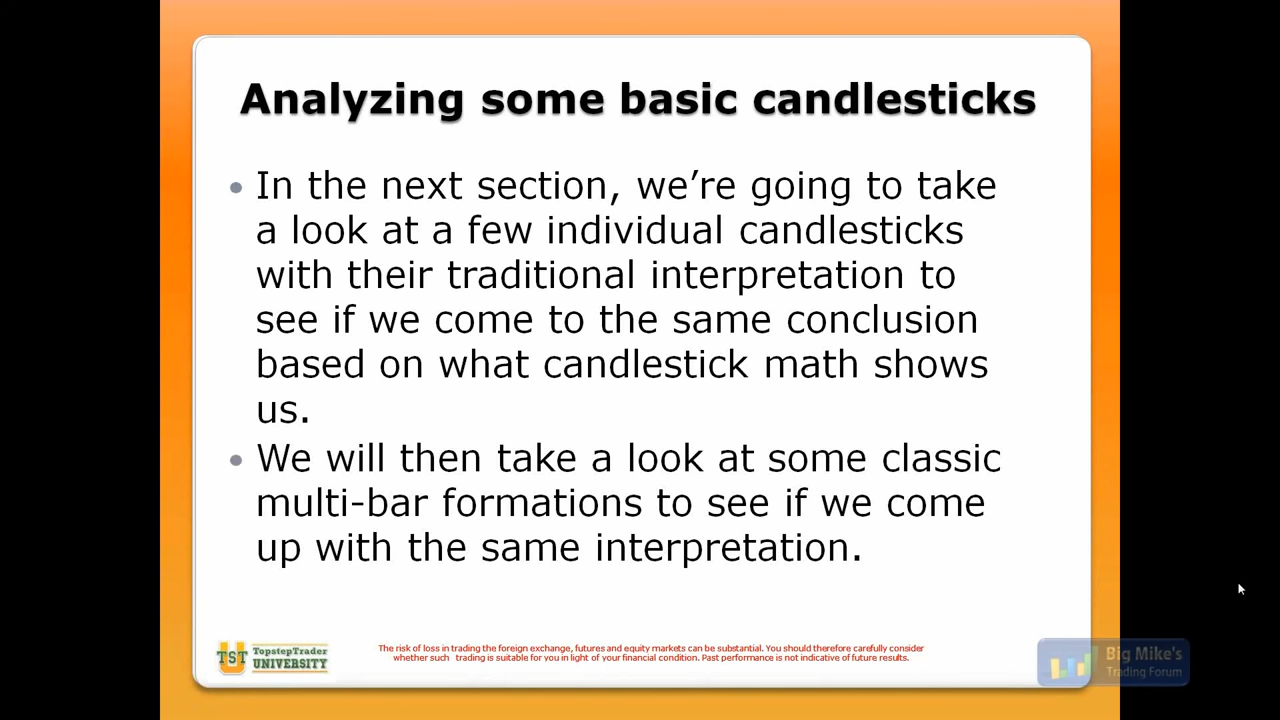 Analyzing some basic candlesticks
In the next section, we’re going to take
a look at a few individual candlesticks
with their traditional interpretation to
see if we come to the same conclusion
based on what candlestick math shows
us.
We will then take a look at some classic
multi-bar formations to see if we come
up with the same interpretation.
TST
TopstepTrader
UNIVERSITY
The risk of loss in trading the foreign exchange, futures and equity markets can be substantial. You should therefore carefully consider
whether such trading is suitable for you in light of your financial condition. Past performance is not indicative of future results.
Big Mike's
Trading Forum